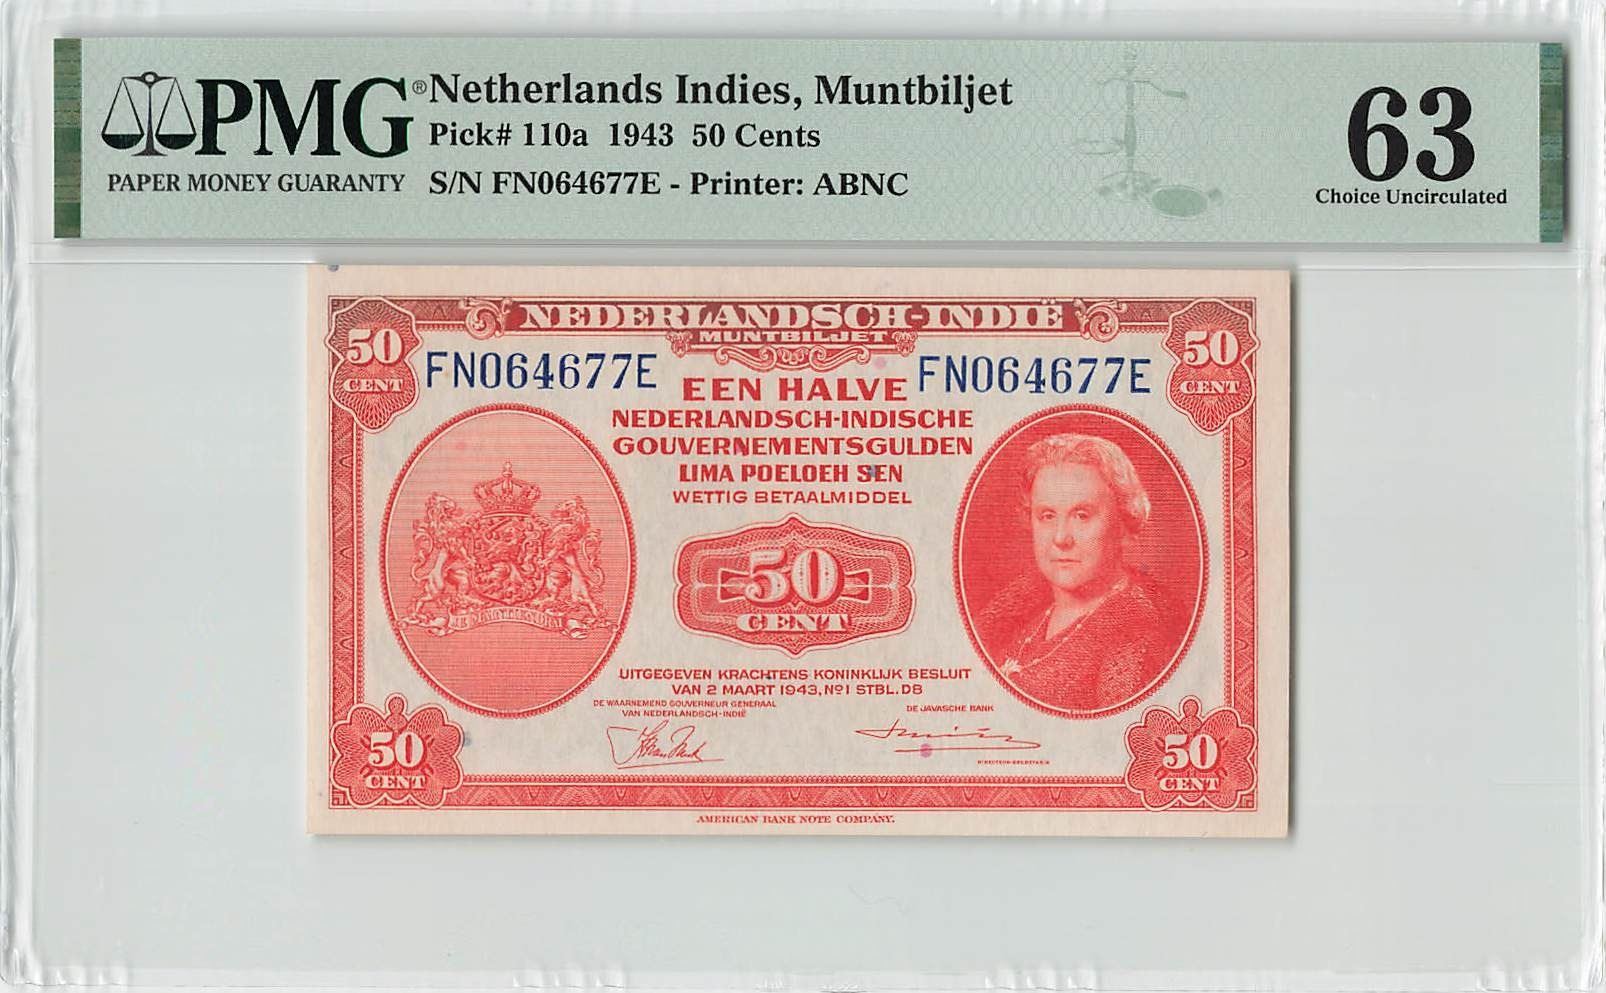 PMG®
PAPER MONEY GUARANTY
Netherlands Indies, Muntbiljet
Pick# 110a 1943 50 Cents
S/N FN064677E - Printer: ABNC
63
Choice Uncirculated
NEDERLANDSCH-INDIË
MUNTBILJET
50
CENT
50
CENT
FN064677E
FN064677E
EEN HALVE
NEDERLANDSCH-INDISCHE
GOUVERNEMENTSGULDEN
LIMA POELOEH SEN
WETTIG BETAALMIDDEL
50
CENT
UITGEGEVEN KRACHTENS KONINKLIJK BESLUIT
VAN 2 MAART 1943, Nº1 STBL. D8
DE WAARNEMEND GOUVERNEUR GENERAAL
VAN NEDERLANDSCH-INDIË
DE JAVASCHE BANK
DIRECTEUR-SECRETARIS
50
CENT
50
CENT
AMERICAN BANK NOTE COMPANY.